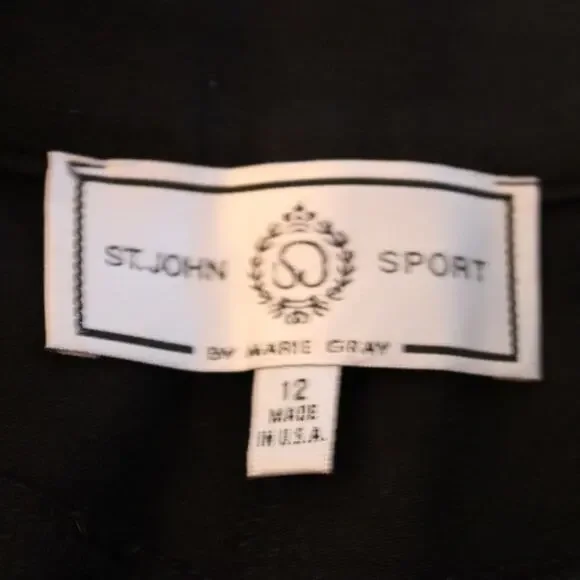 ST. JOHN SPORT
BY MARIE GRAY
12
MADE
IN U.S.A.